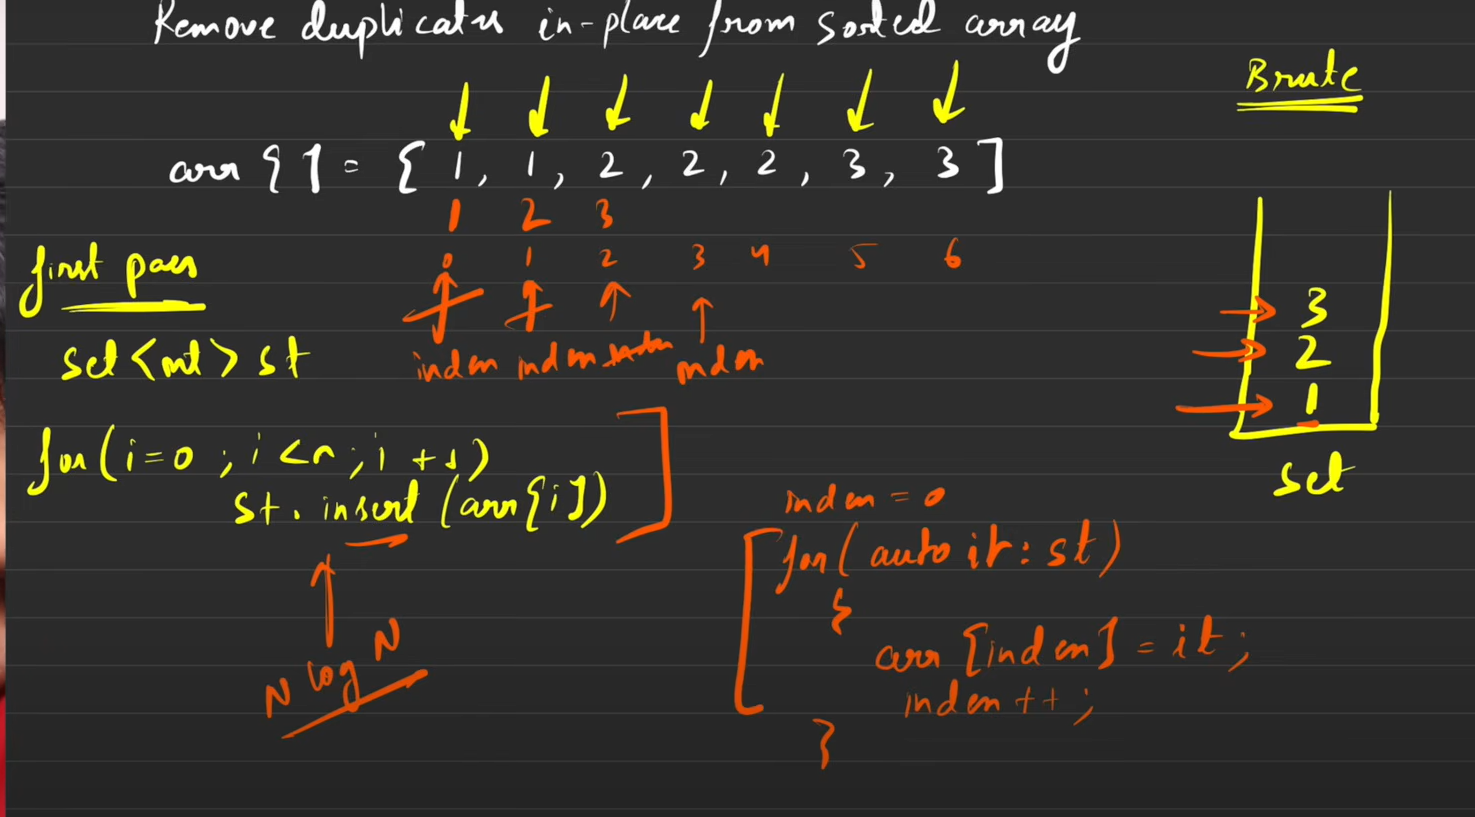 Remove duplicates in-place from sorted array
Brute
arr [ ] = { 1, 1, 2, 2, 2, 3, 3 ]
1 2 3
0 1 2 3 4 5 6
first pass
index index index index
set <int> st
for (i=0 ; i<n ; i++)
st. insert (arr[i])
N log N
3
2
1
set
index = 0
for( auto it: st)
{
arr [index] = it;
index ++;
}